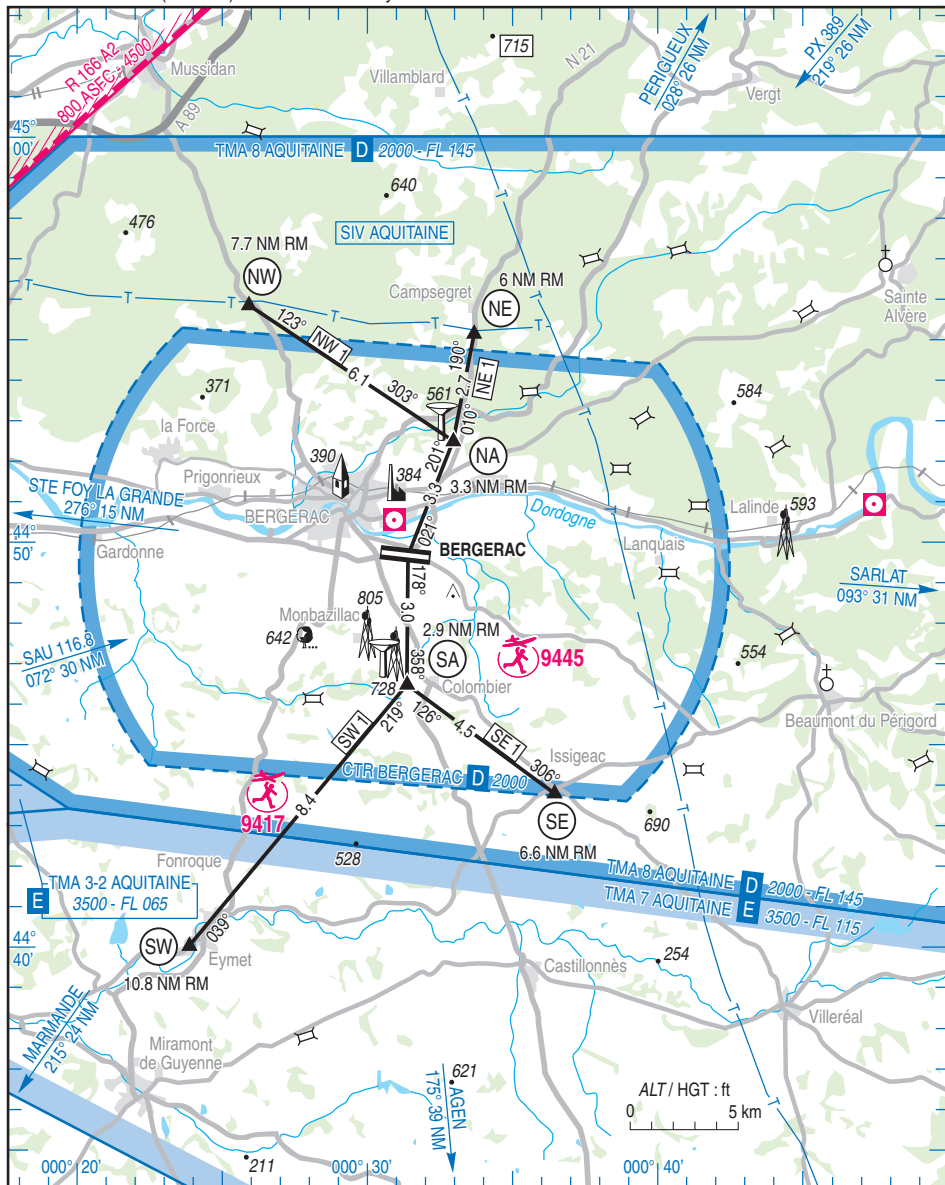 715
N 21
PERIGUEUX
028° 26 NM
PX 389
219° 26 NM
R 166 A2
800 ASFC - 4500
Mussidan
Villamblard
Vergt
A 89
45°
00'
TMA 8 AQUITAINE D 2000 - FL 145
640
476
SIV AQUITAINE
7.7 NM RM
NW
6 NM RM
Campsegret
NE
Sainte
Alvère
T
T
T
T
T
T
T
T
T
T
123°
NW 1
6.1
303°
190°
NE 1
2.7
010°
561
371
584
la Force
Prigonrieux
390
384
201°
NA
3.3 NM RM
3.3
021°
STE FOY LA GRANDE
276° 15 NM
BERGERAC
Dordogne
Lalinde
593
44°
50'
Gardonne
BERGERAC
Lanquais
178°
3.0
358°
SARLAT
093° 31 NM
Monbazillac
805
2.9 NM RM
642
SA
9445
SAU 116.8
072° 30 NM
554
728
Colombier
219°
SW 1
126°
4.5
SE 1
306°
Issigeac
Beaumont du Périgord
CTR BERGERAC D 2000
9417
8.4
SE
6.6 NM RM
690
528
Fonroque
TMA 8 AQUITAINE D 2000 - FL 145
TMA 7 AQUITAINE E 3500 - FL 115
E
TMA 3-2 AQUITAINE
3500 - FL 065
039°
SW
Eymet
10.8 NM RM
44°
40'
254
Castillonnès
Villeréal
MARMANDE
215° 24 NM
Miramont
de Guyenne
621
AGEN
175° 39 NM
ALT / HGT : ft
0 5 km
211
000° 20'
000° 30'
000° 40'